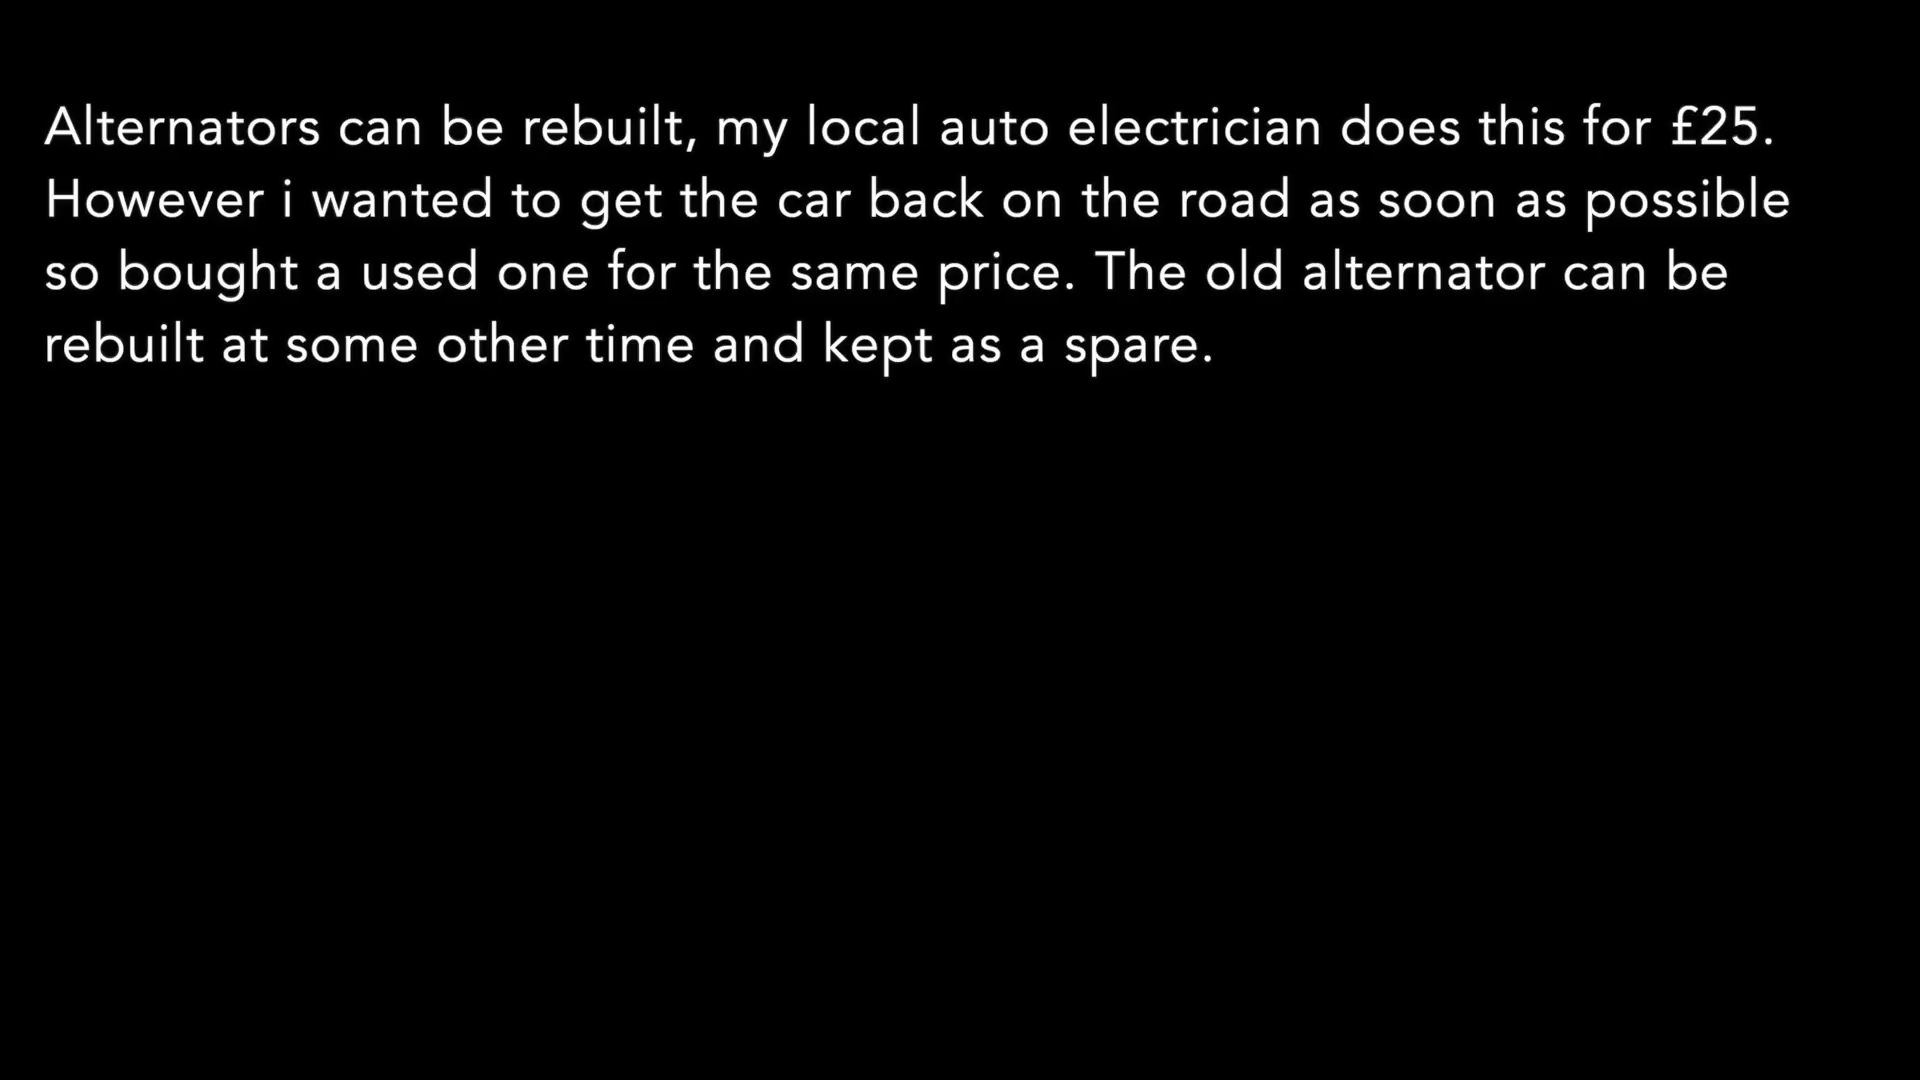 Alternators can be rebuilt, my local auto electrician does this for £25.
However i wanted to get the car back on the road as soon as possible
so bought a used one for the same price. The old alternator can be
rebuilt at some other time and kept as a spare.